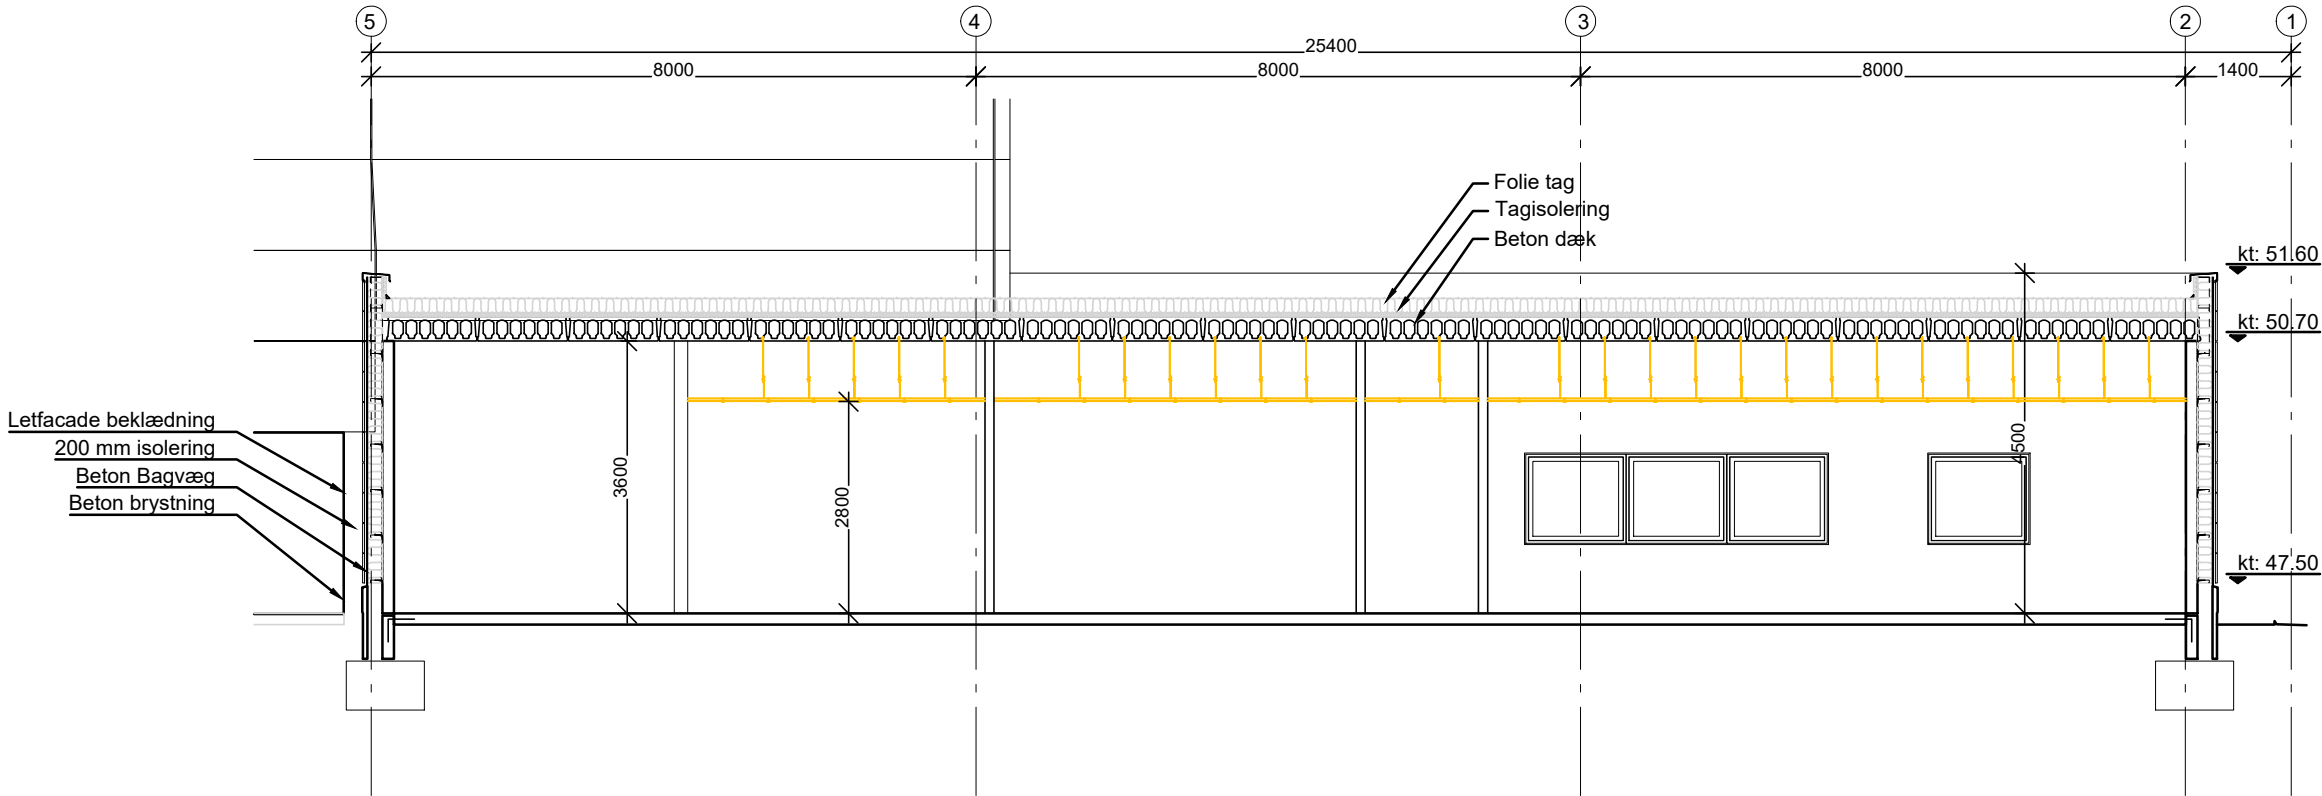 5
4
3
2
1
25400
8000
8000
8000
1400
Folie tag
Tagisolering
Beton dæk
kt: 51.60
kt: 50.70
kt: 47.50
Letfacade beklædning
200 mm isolering
Beton Bagvæg
Beton brystning
3600
2800
4500